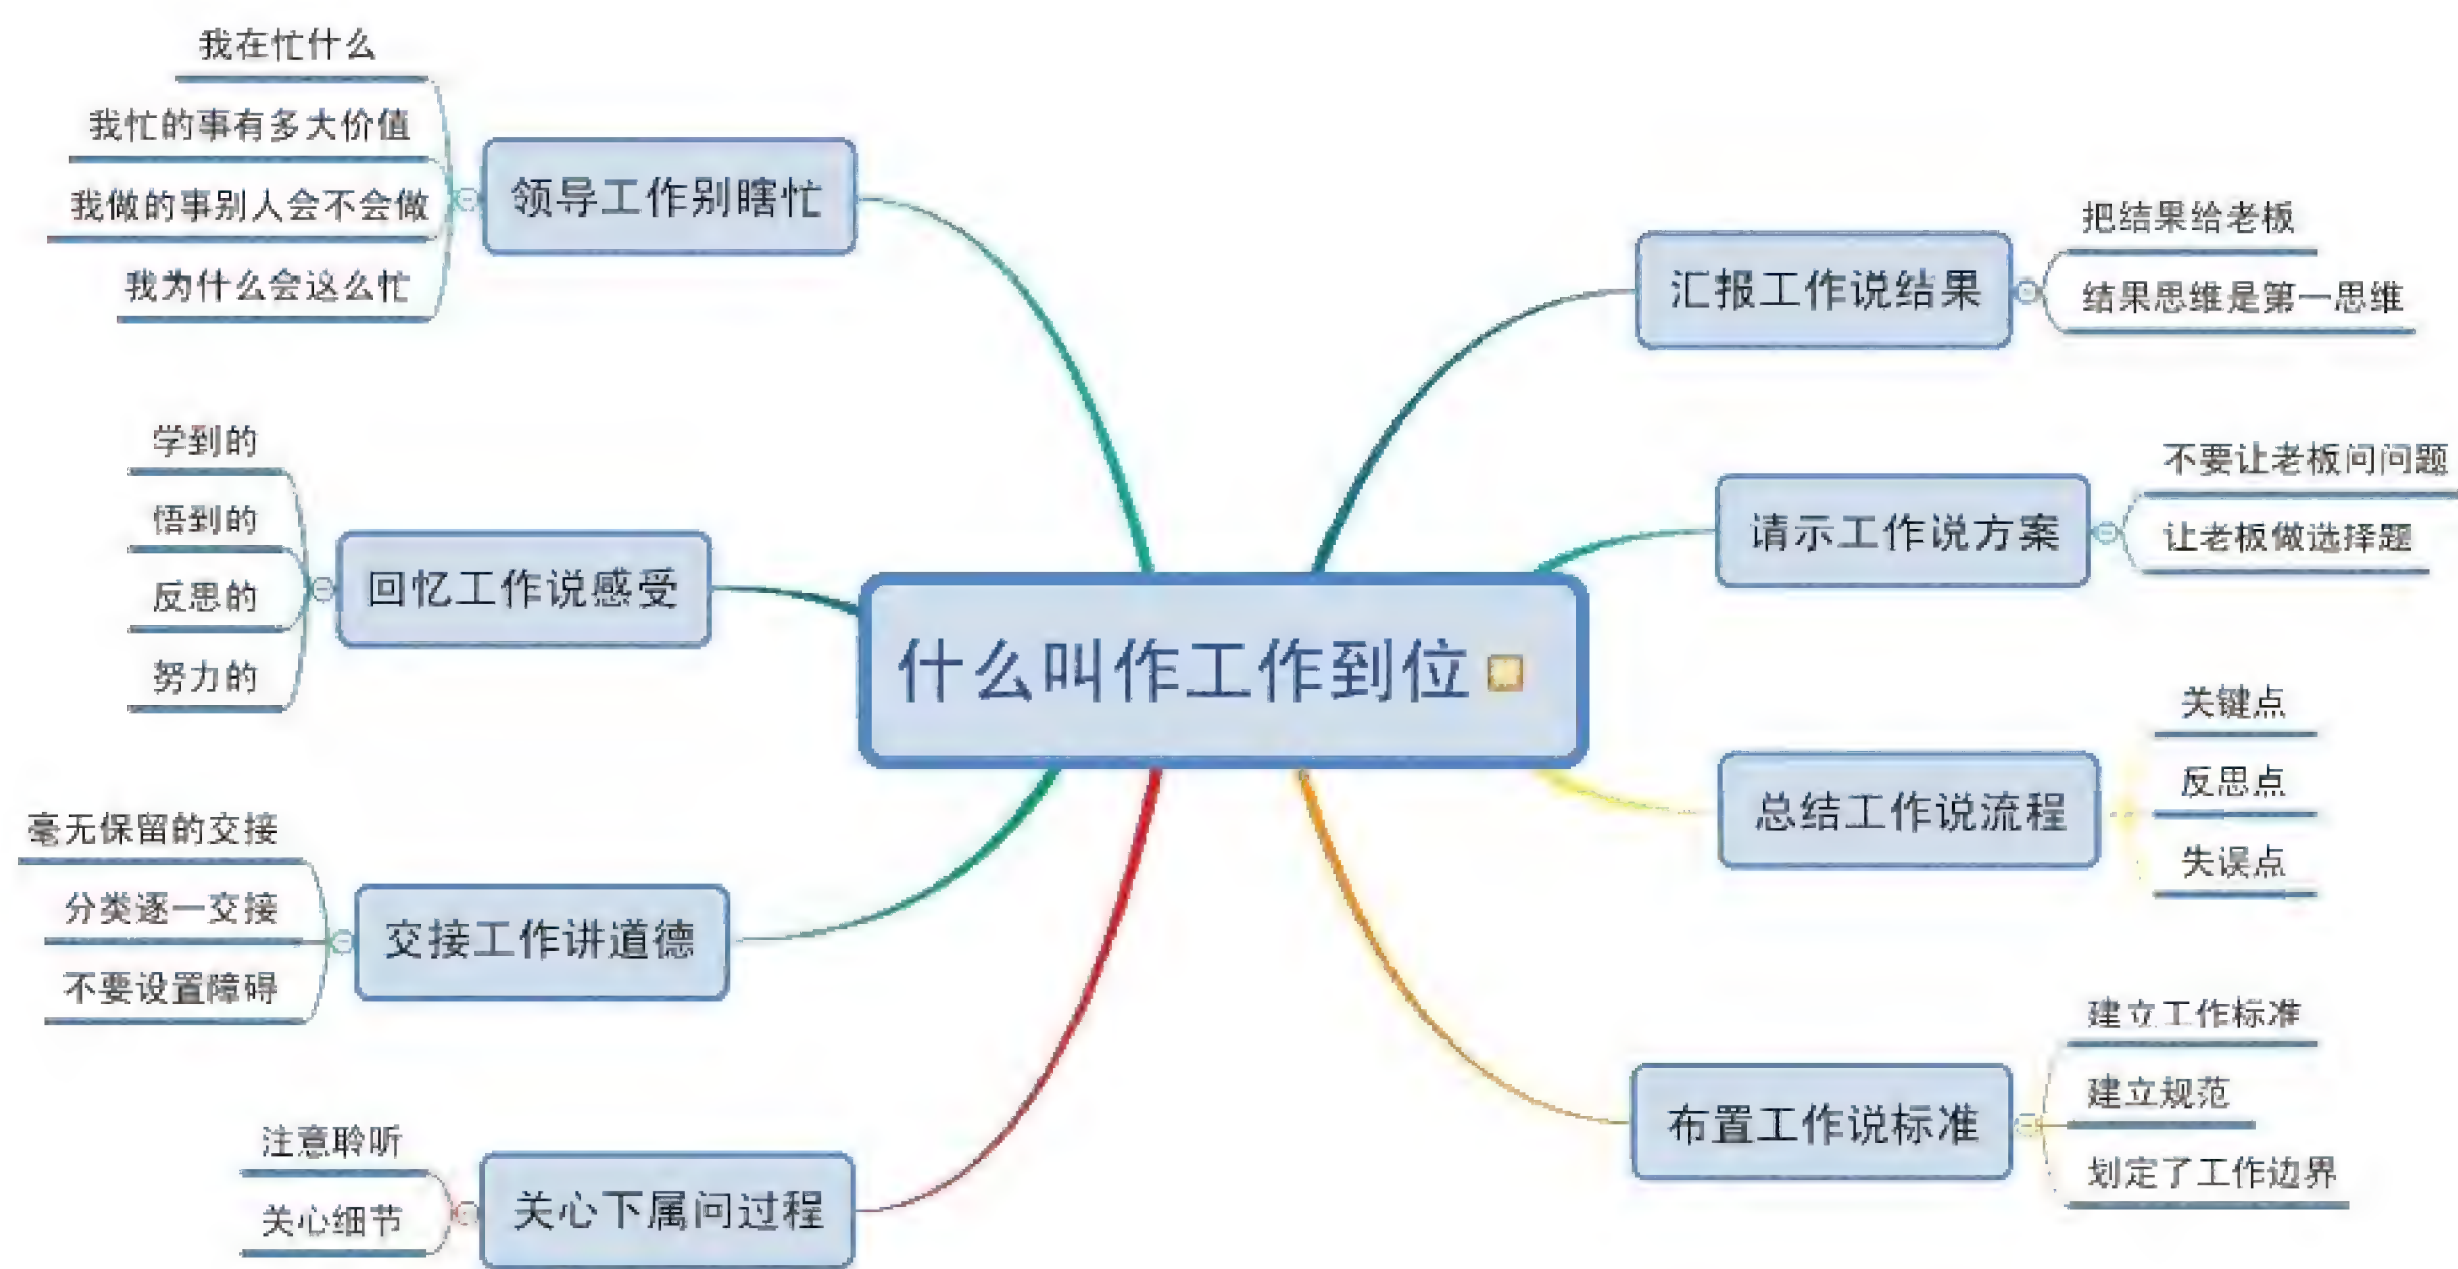 什么叫作工作到位
汇报工作说结果
把结果给老板
结果思维是第一思维
请示工作说方案
不要让老板问问题
让老板做选择题
总结工作说流程
关键点
反思点
失误点
布置工作说标准
建立工作标准
建立规范
划定了工作边界
关心下属问过程
注意聆听
关心细节
交接工作讲道德
毫无保留的交接
分类逐一交接
不要设置障碍
回忆工作说感受
学到的
悟到的
反思的
努力的
领导工作别瞎忙
我在忙什么
我忙的事有多大价值
我做的事别人会不会做
我为什么会这么忙